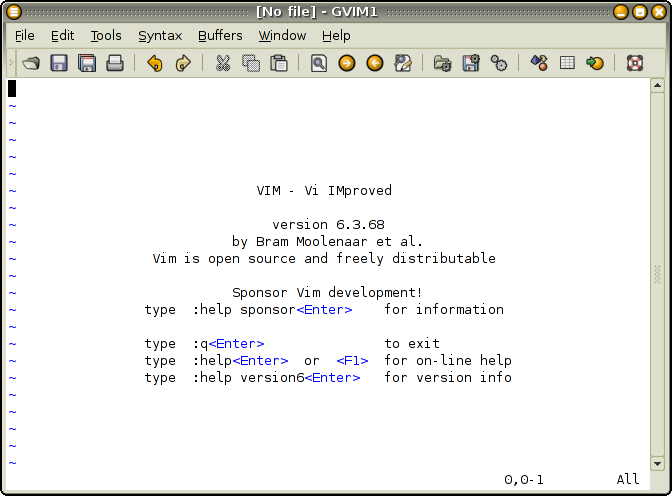 [No file] - GVIM1
File Edit Tools Syntax Buffers Window Help
~
~
~
~
~
~
VIM - Vi IMproved
~
~
version 6.3.68
~
by Bram Moolenaar et al.
~
Vim is open source and freely distributable
~
~
Sponsor Vim development!
~
type :help sponsor<Enter> for information
~
~
type :q<Enter> to exit
~
type :help<Enter> or <F1> for on-line help
~
type :help version6<Enter> for version info
~
~
~
~
~
0,0-1 All